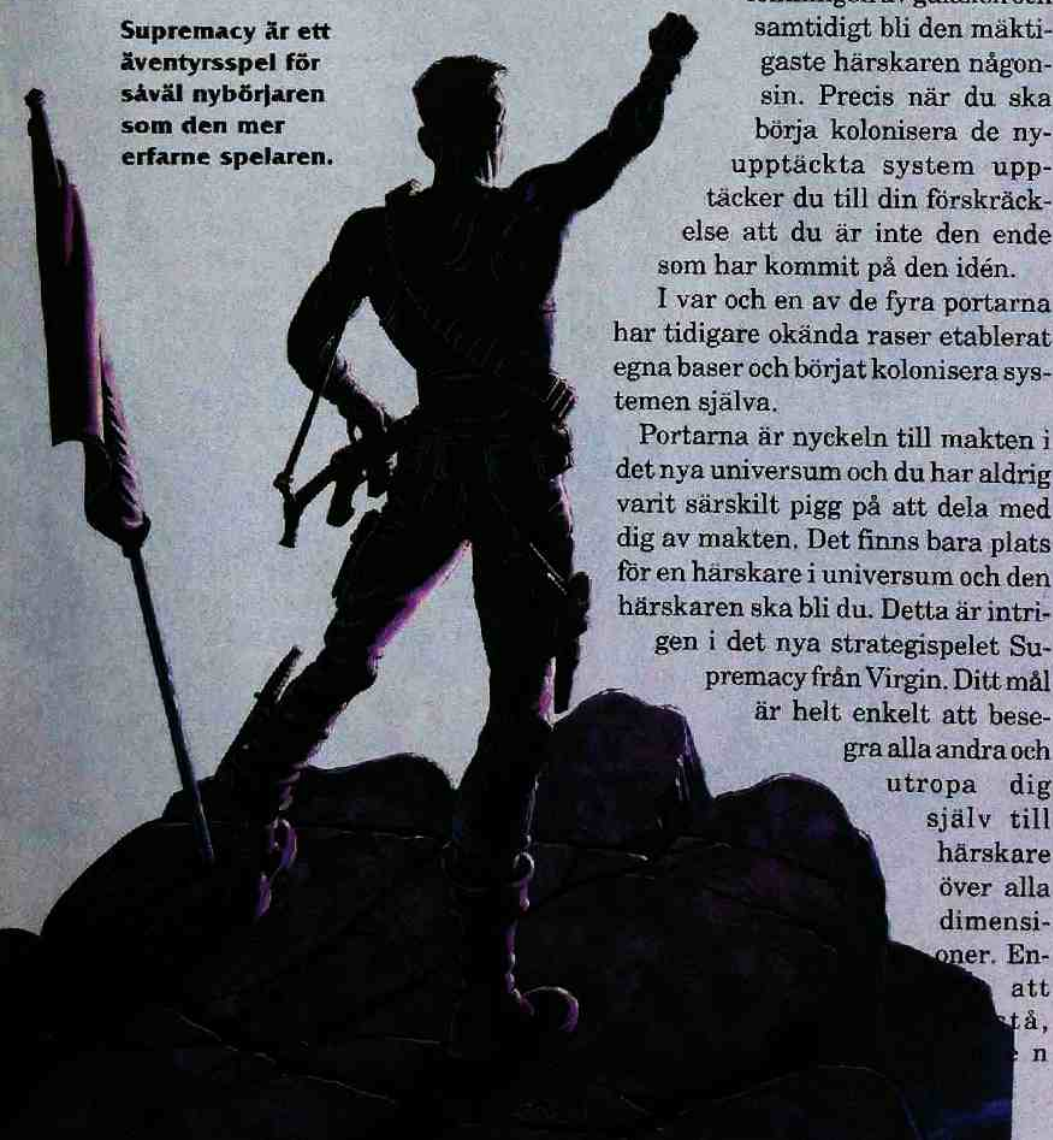 Supremacy är ett
äventyrsspel för
såväl nybörjaren
som den mer
erfarne spelaren.
samtidigt bli den mäkti-
gaste härskaren någon-
sin. Precis när du ska
börja kolonisera de ny-
upptäckta system upp-
täcker du till din förskräck-
else att du är inte den ende
som har kommit på den idén.
I var och en av de fyra portarna
har tidigare okända raser etablerat
egna baser och börjat kolonisera sys-
temen själva.
Portarna är nyckeln till makten i
det nya universum och du har aldrig
varit särskilt pigg på att dela med
dig av makten. Det finns bara plats
för en härskare i universum och den
härskaren ska bli du. Detta är intri-
gen i det nya strategispelet Su-
premacy från Virgin. Ditt mål
är helt enkelt att bese-
gra alla andra och
utropa dig
själv till
härskare
över alla
dimensi-
oner. En-
att